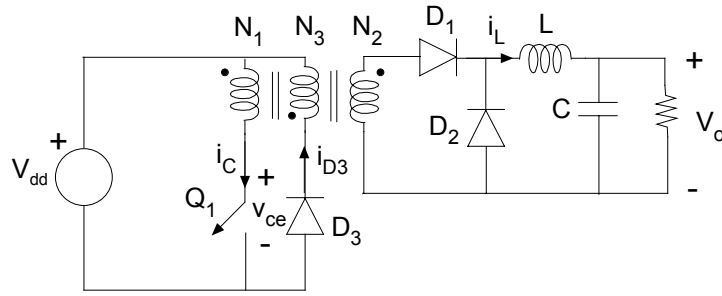 N1 N3 N2 D1 iL L
+ Vdd
iC iD3
Q1 + vce - D3
D2 C + Vo -